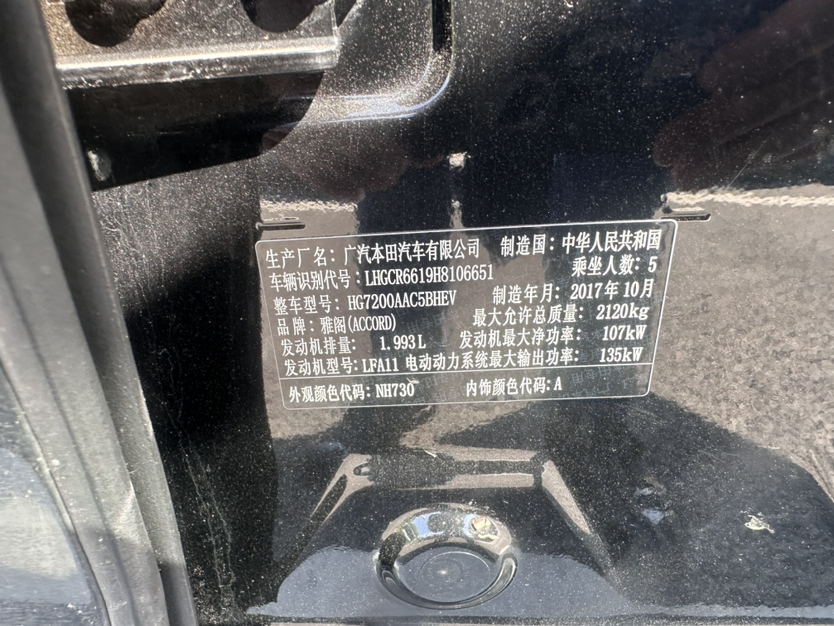 生产厂名：广汽本田汽车有限公司 制造国：中华人民共和国
车辆识别代号：LHGCR6619H8106651 乘坐人数：5
整车型号：HG7200AAC5BHEV 制造年月：2017年10月
品牌：雅阁(ACCORD) 最大允许总质量：2120kg
发动机排量：1.993L 发动机最大净功率：107kW
发动机型号：LFA11 电动动力系统最大输出功率：135kW
外观颜色代码：NH730 内饰颜色代码：A